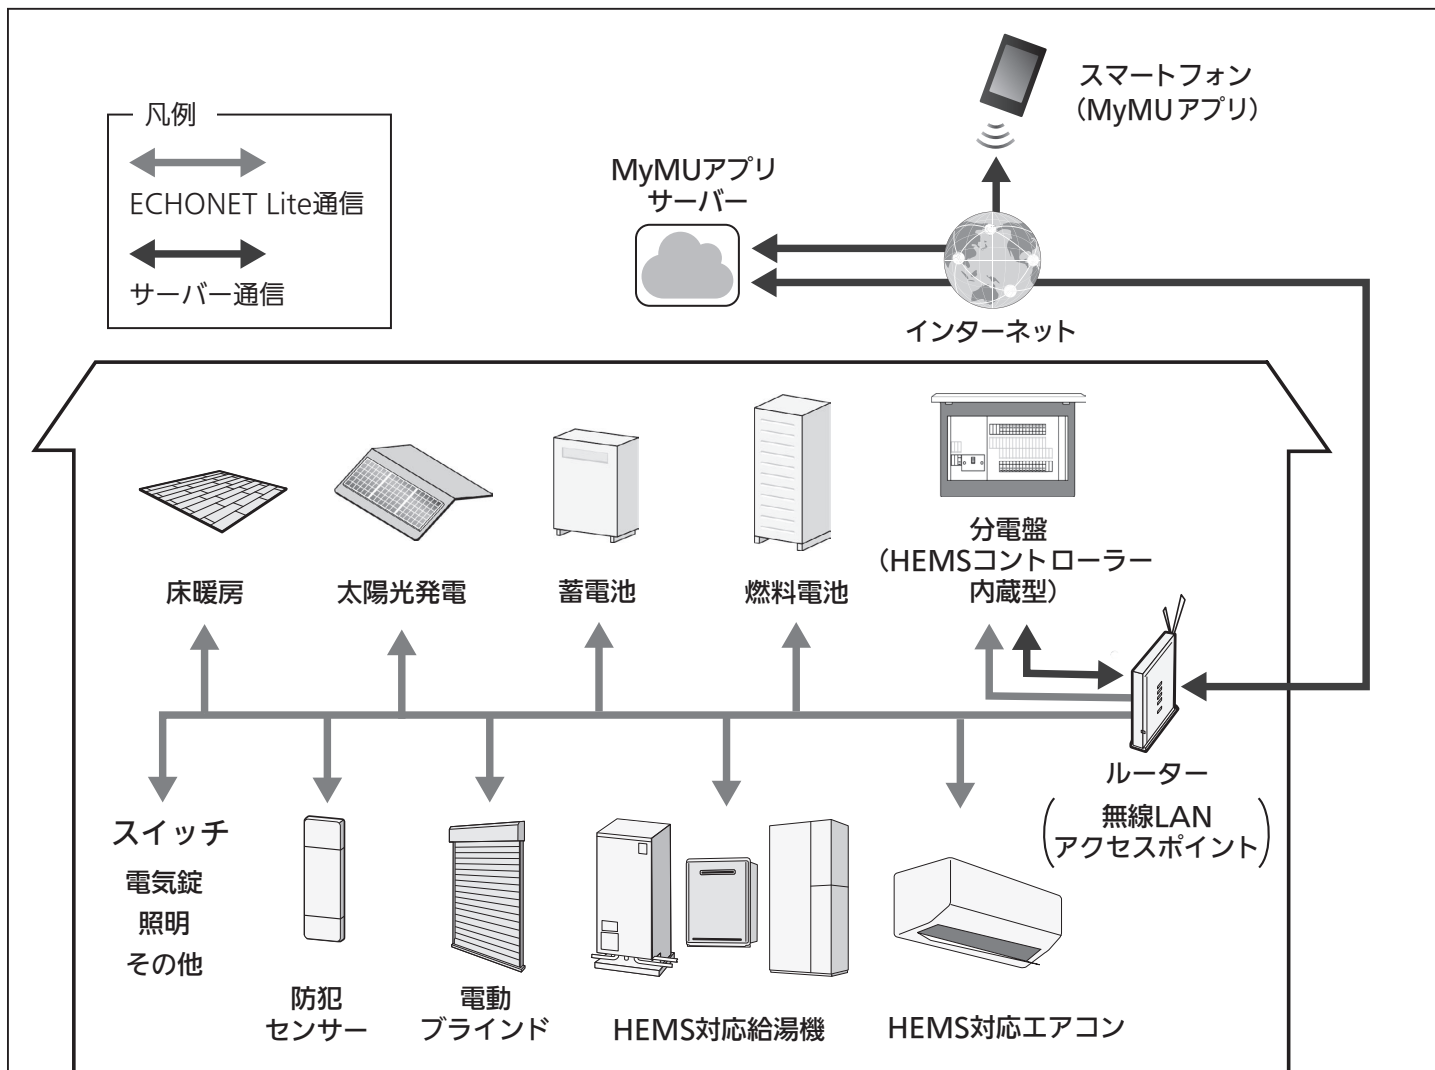 凡例
ECHONET Lite通信
サーバー通信
スマートフォン
（MyMUアプリ）
MyMUアプリ
サーバー
インターネット
床暖房
太陽光発電
蓄電池
燃料電池
分電盤
（HEMSコントローラー
内蔵型）
ルーター
（無線LAN
アクセスポイント）
スイッチ
電気錠
照明
その他
防犯
センサー
電動
ブラインド
HEMS対応給湯機
HEMS対応エアコン